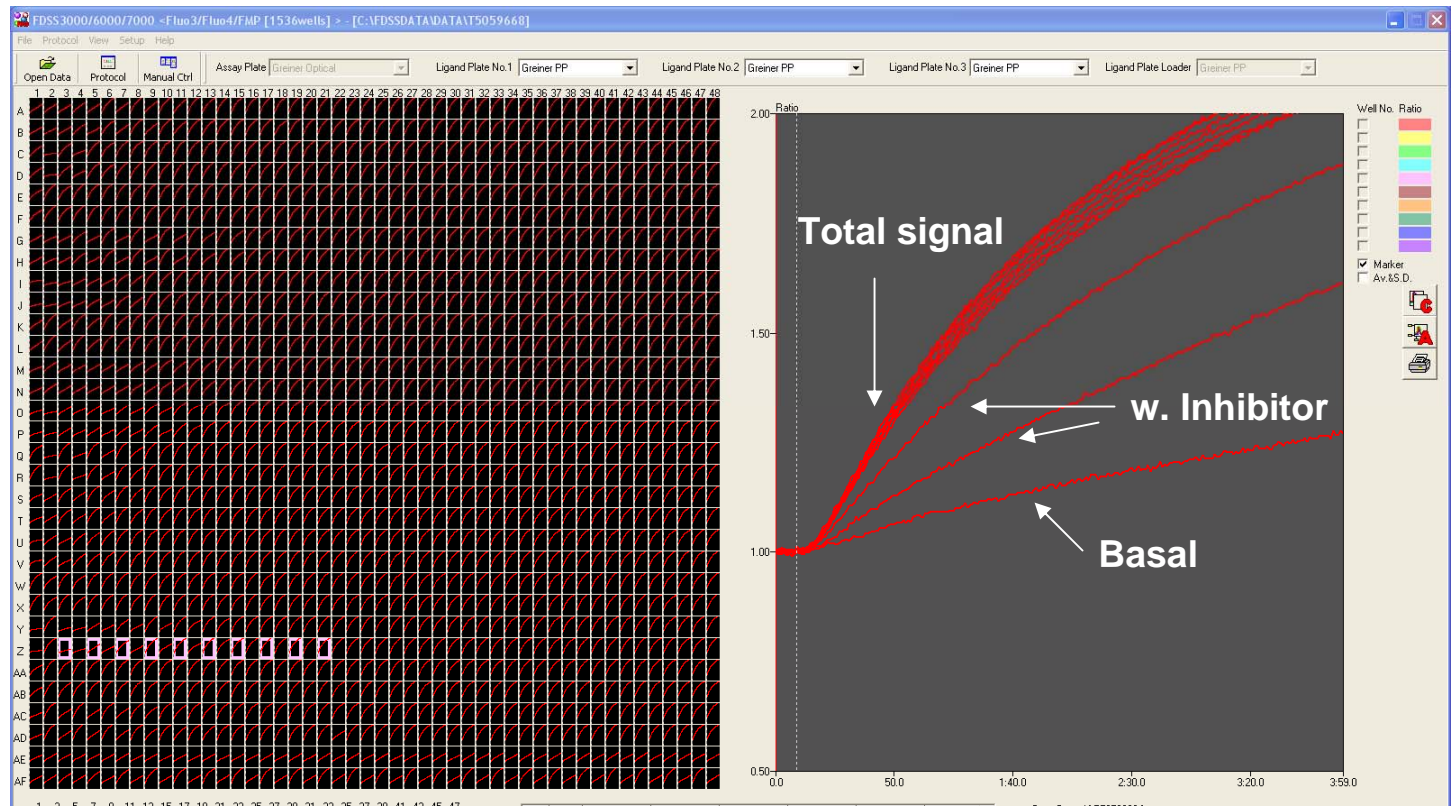 FDSS3000/6000/7000 <Fluo3/Fluo4/FMP [1536wells] > - [C:\FDSSDATA\DATA\T5059668]
File Protocol View Setup Help
Open Data Protocol Manual Ctrl Assay Plate Greiner Optical Ligand Plate No.1 Greiner PP Ligand Plate No.2 Greiner PP Ligand Plate No.3 Greiner PP Ligand Plate Loader Greiner PP
1 2 3 4 5 6 7 8 9 10 11 12 13 14 15 16 17 18 19 20 21 22 23 24 25 26 27 28 29 30 31 32 33 34 35 36 37 38 39 40 41 42 43 44 45 46 47 48
A
B
C
D
E
F
G
H
I
J
K
L
M
N
O
P
Q
R
S
T
U
V
W
X
Y
Z
AA
AB
AC
AD
AE
AF
Ratio
2.00
1.50
1.00
0.50
0.0 50.0 1:40.0 2:30.0 3:20.0 3:59.0
Total signal
w. Inhibitor
Basal
Well No. Ratio
Marker
Av.&S.D.
C
A